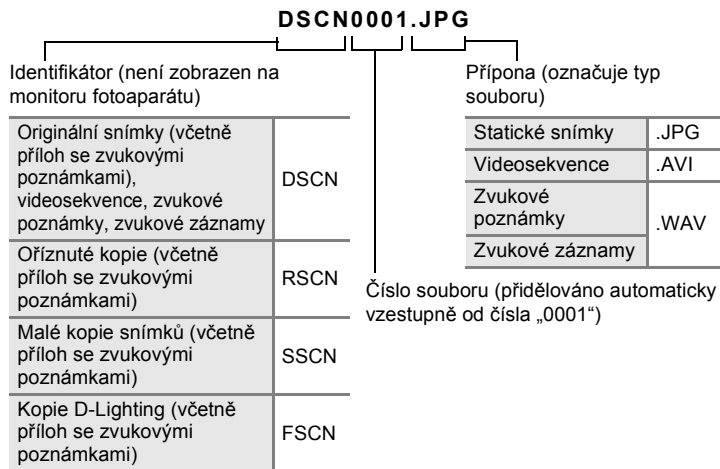 DSCN0001.JPG
Identifikátor (není zobrazen na
monitoru fotoaparátu)
Originální snímky (včetně
příloh se zvukovými
poznámkami),
videosekvence, zvukové
poznámky, zvukové záznamy
DSCN
Oříznuté kopie (včetně
příloh se zvukovými
poznámkami)
RSCN
Malé kopie snímků (včetně
příloh se zvukovými
poznámkami)
SSCN
Kopie D-Lighting (včetně
příloh se zvukovými
poznámkami)
FSCN
Přípona (označuje typ
souboru)
Statické snímky .JPG
Videosekvence .AVI
Zvukové
poznámky
.WAV
Zvukové záznamy
Číslo souboru (přidělováno automaticky
vzestupně od čísla „0001“)